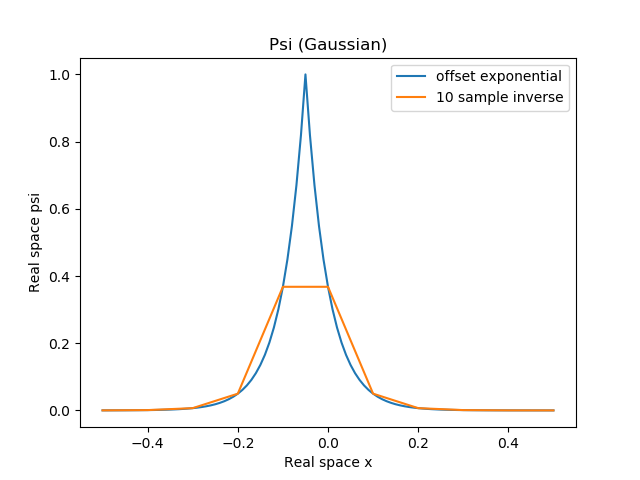 Psi (Gaussian)
offset exponential
10 sample inverse
1.0
0.8
0.6
0.4
0.2
0.0
Real space psi
−0.4
−0.2
0.0
0.2
0.4
Real space x